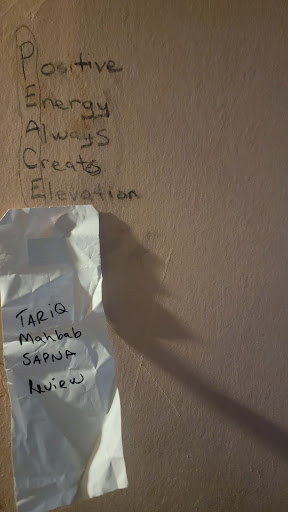 Positive
Energy
Always
Creates
Elevation
TARiQ
Mahbab
SAPNA
Review